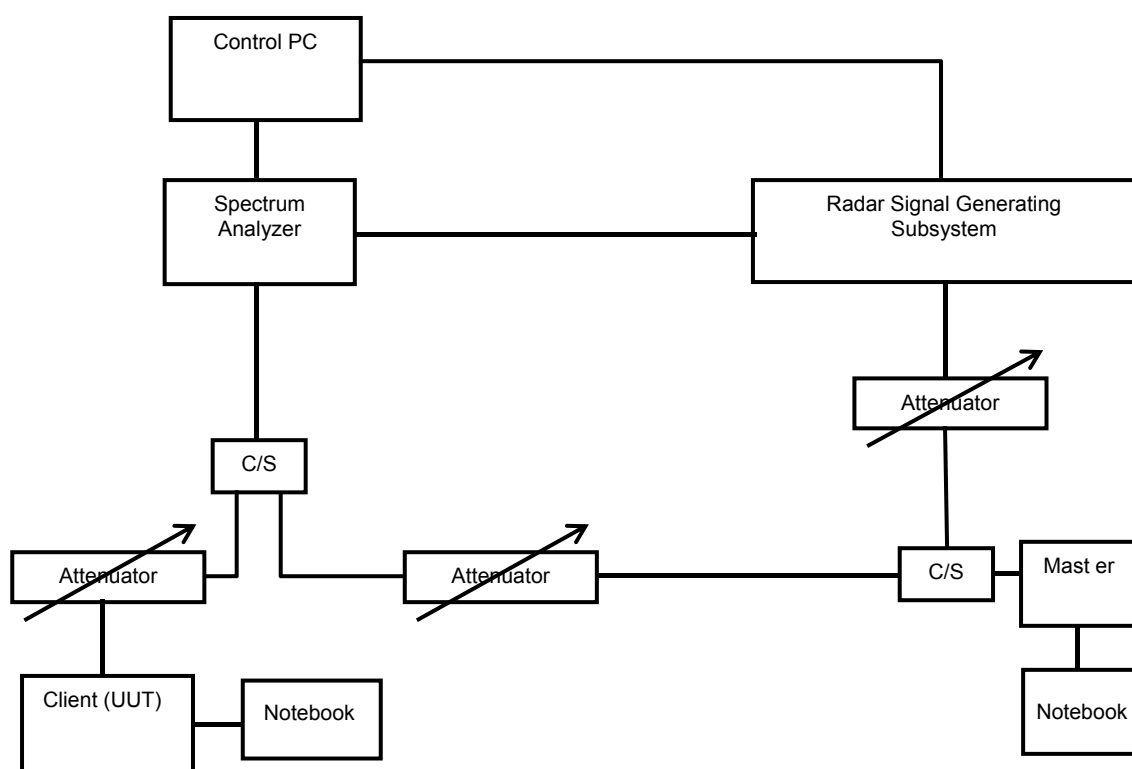 Control PC
Spectrum
Analyzer
Radar Signal Generating
Subsystem
Attenuator
C/S
Attenuator
Attenuator
C/S
Mast er
Client (UUT)
Notebook
Notebook